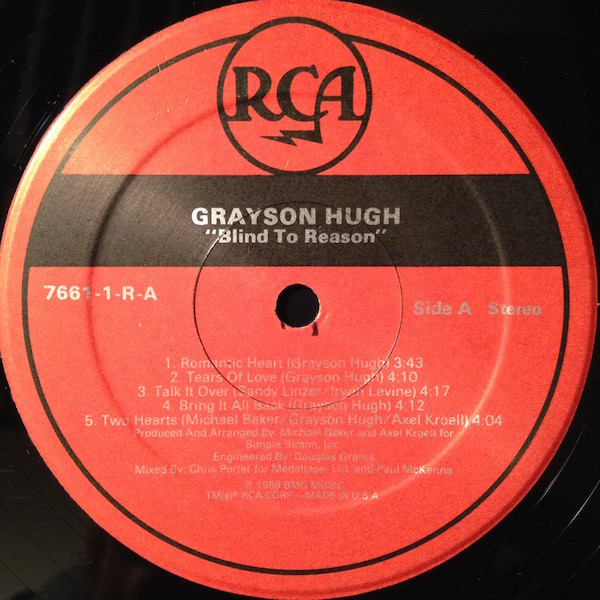 RCA
GRAYSON HUGH
"Blind To Reason"
7661-1-R-A
Side A Stereo
1. Romantic Heart (Grayson Hugh) 3:43
2. Tears Of Love (Grayson Hugh) 4:10
3. Talk It Over (Sandy Linzer/Irwin Levine) 4:17
4. Bring It All Back (Grayson Hugh) 4:12
5. Two Hearts (Michael Baker/Grayson Hugh/Axel Kroell) 4:04
Produced And Arranged By: Michael Baker and Axel Kroell for
Simple Simon, Inc.
Engineered By: Douglas Grama
Mixed By: Chris Porter for Medallape, Ltd. and Paul McKenna
℗ 1988 BMG MUSIC
TM(s)® RCA CORP. - MADE IN U.S.A.